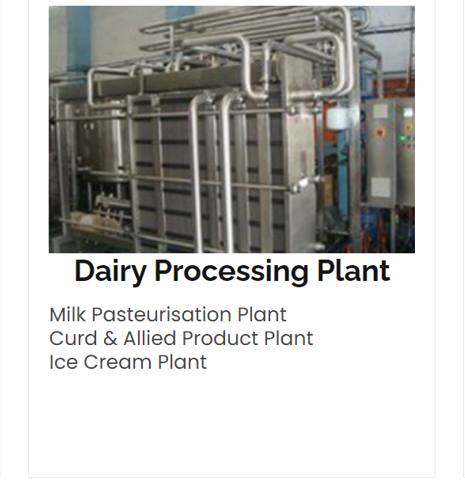 Dairy Processing Plant
Milk Pasteurisation Plant
Curd & Allied Product Plant
Ice Cream Plant